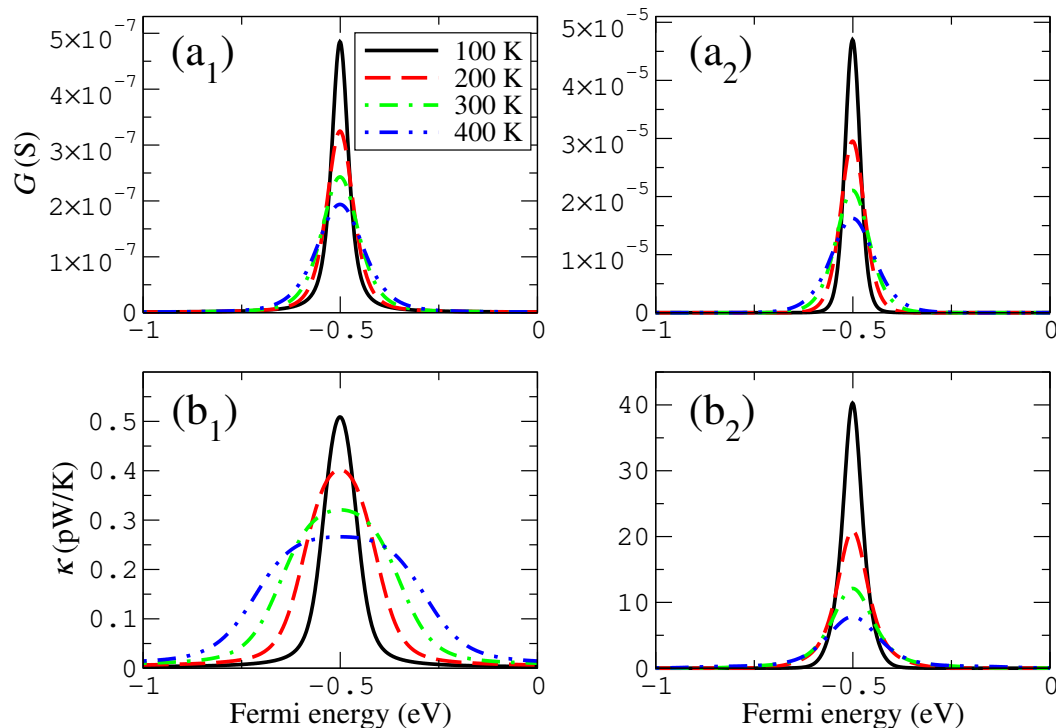 (a₁)
G (S)
5×10⁻⁷
4×10⁻⁷
3×10⁻⁷
2×10⁻⁷
1×10⁻⁷
0
-1
-0.5
0
100 K
200 K
300 K
400 K
(a₂)
5×10⁻⁵
4×10⁻⁵
3×10⁻⁵
2×10⁻⁵
1×10⁻⁵
0
-1
-0.5
0
(b₁)
κ (pW/K)
0.5
0.4
0.3
0.2
0.1
0
-1
-0.5
0
Fermi energy (eV)
(b₂)
40
30
20
10
0
-1
-0.5
0
Fermi energy (eV)